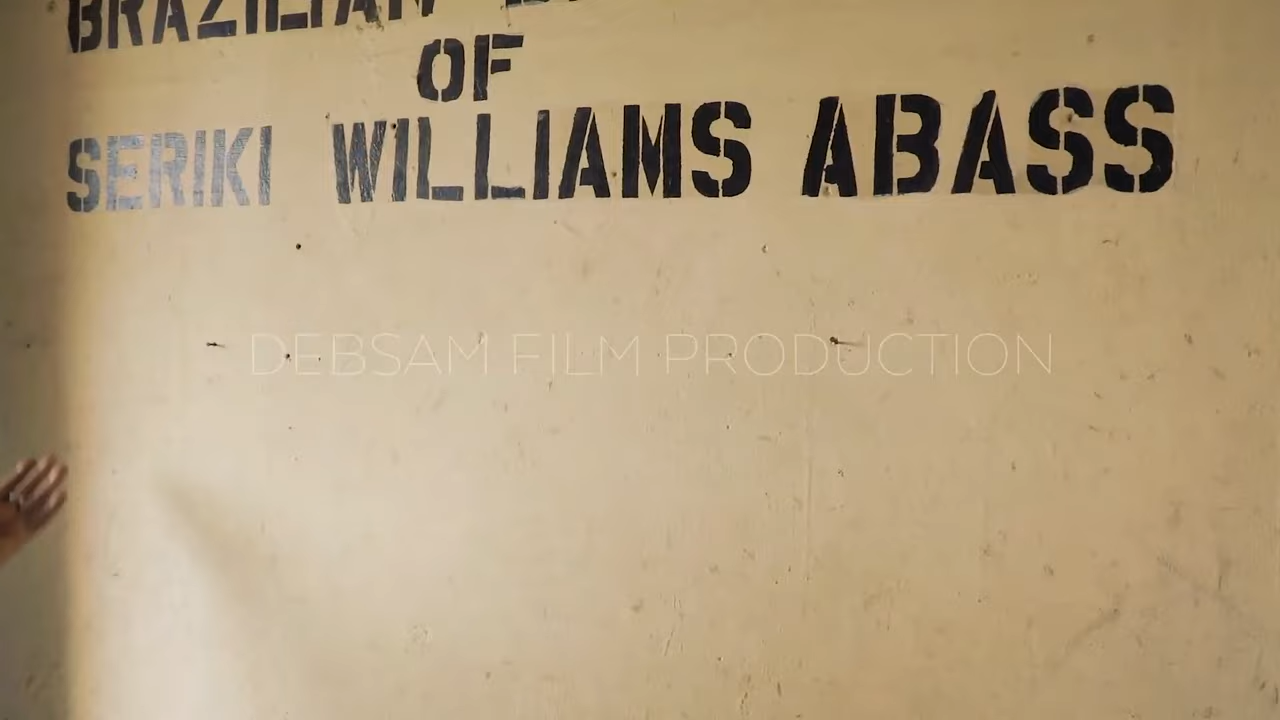 BRAZILIAN
OF
SERIKI WILLIAMS ABASS
DEBSAM FILM PRODUCTION